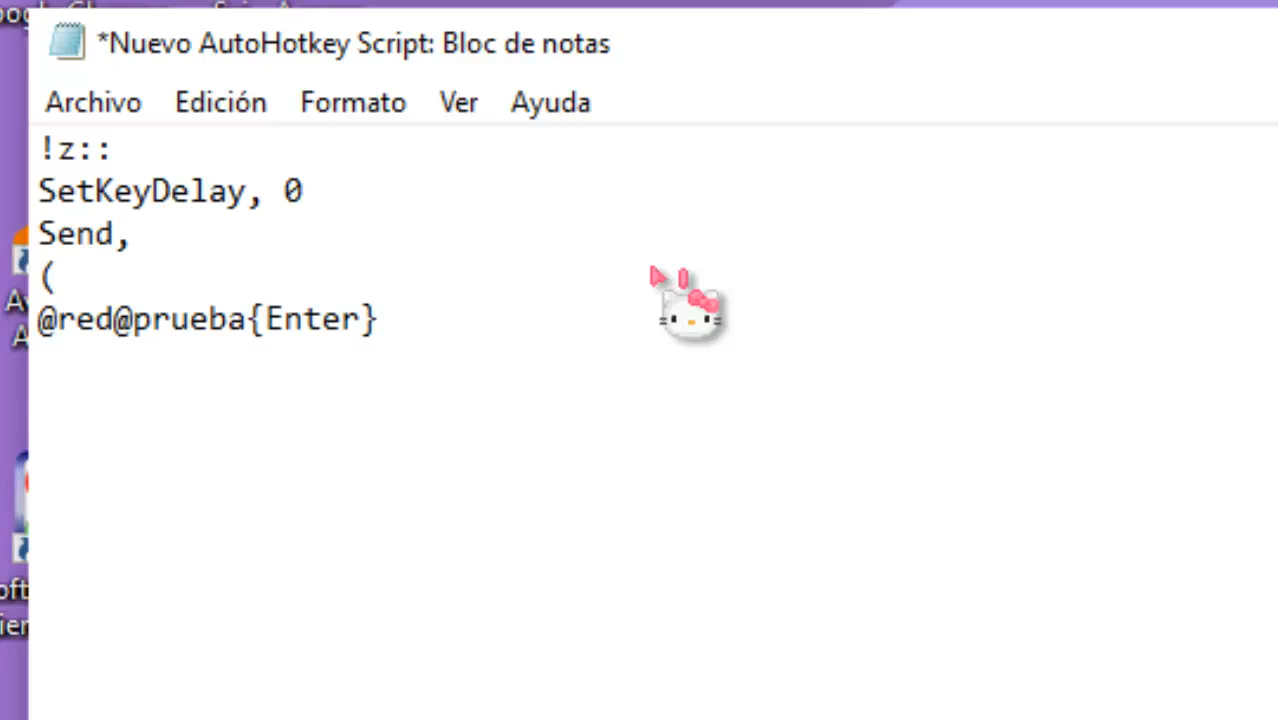 *Nuevo AutoHotkey Script: Bloc de notas
Archivo Edición Formato Ver Ayuda
!z::
SetKeyDelay, 0
Send,
(
@red@prueba{Enter}